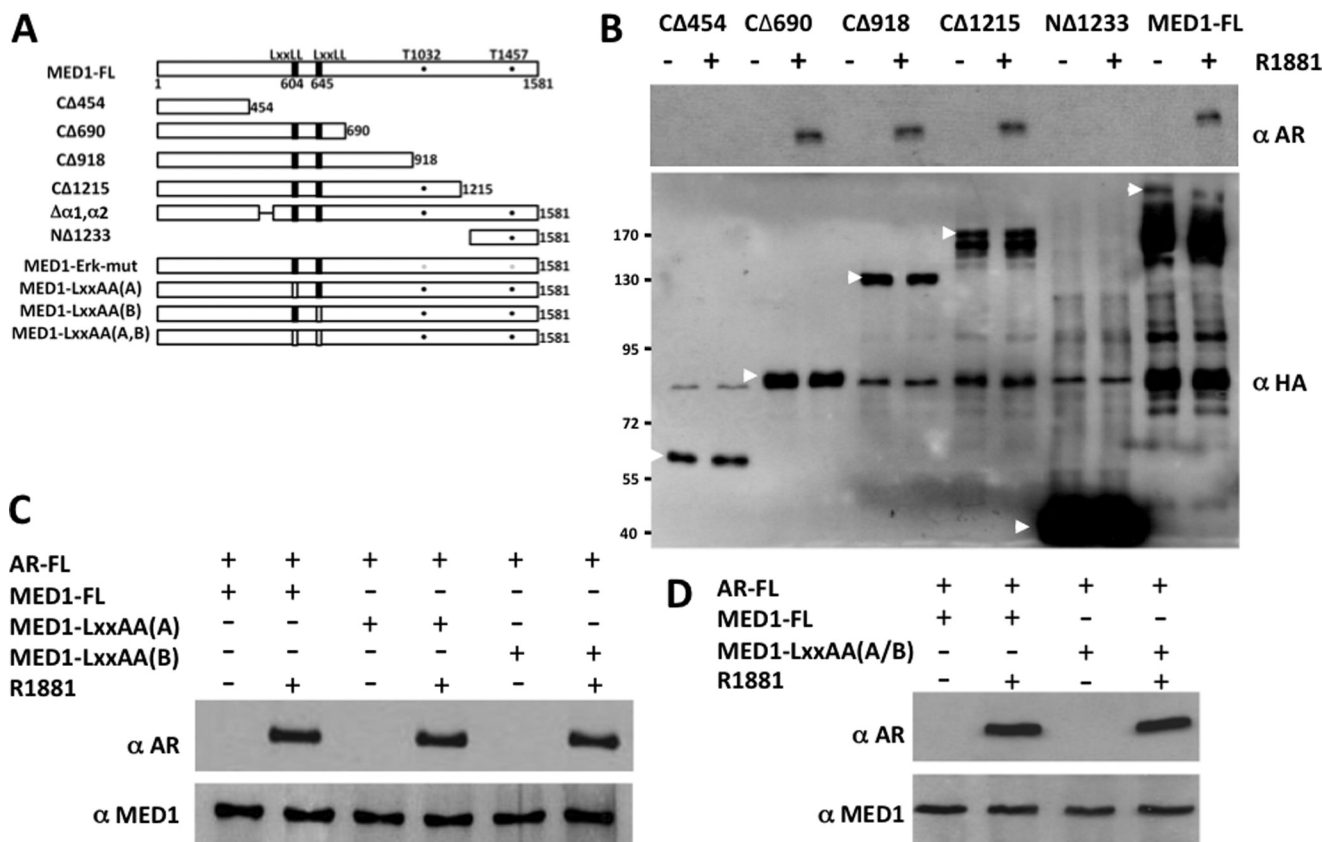 A
LxxLL LxxLL T1032 T1457
MED1-FL
1 604 645 1581
CΔ454 454
CΔ690 690
CΔ918 918
CΔ1215 1215
Δα1,α2 1581
NΔ1233 1581
MED1-Erk-mut 1581
MED1-LxxAA(A) 1581
MED1-LxxAA(B) 1581
MED1-LxxAA(A,B) 1581
B
CΔ454 CΔ690 CΔ918 CΔ1215 NΔ1233 MED1-FL
- + - + - + - + - + - + R1881
α AR
170
130
95
72
55
40
α HA
C
AR-FL + + + + + +
MED1-FL + + - - - -
MED1-LxxAA(A) - - + + - -
MED1-LxxAA(B) - - - - + +
R1881 - + - + - +
α AR
α MED1
D
AR-FL + + + +
MED1-FL + + - -
MED1-LxxAA(A/B) - - + +
R1881 - + - +
α AR
α MED1